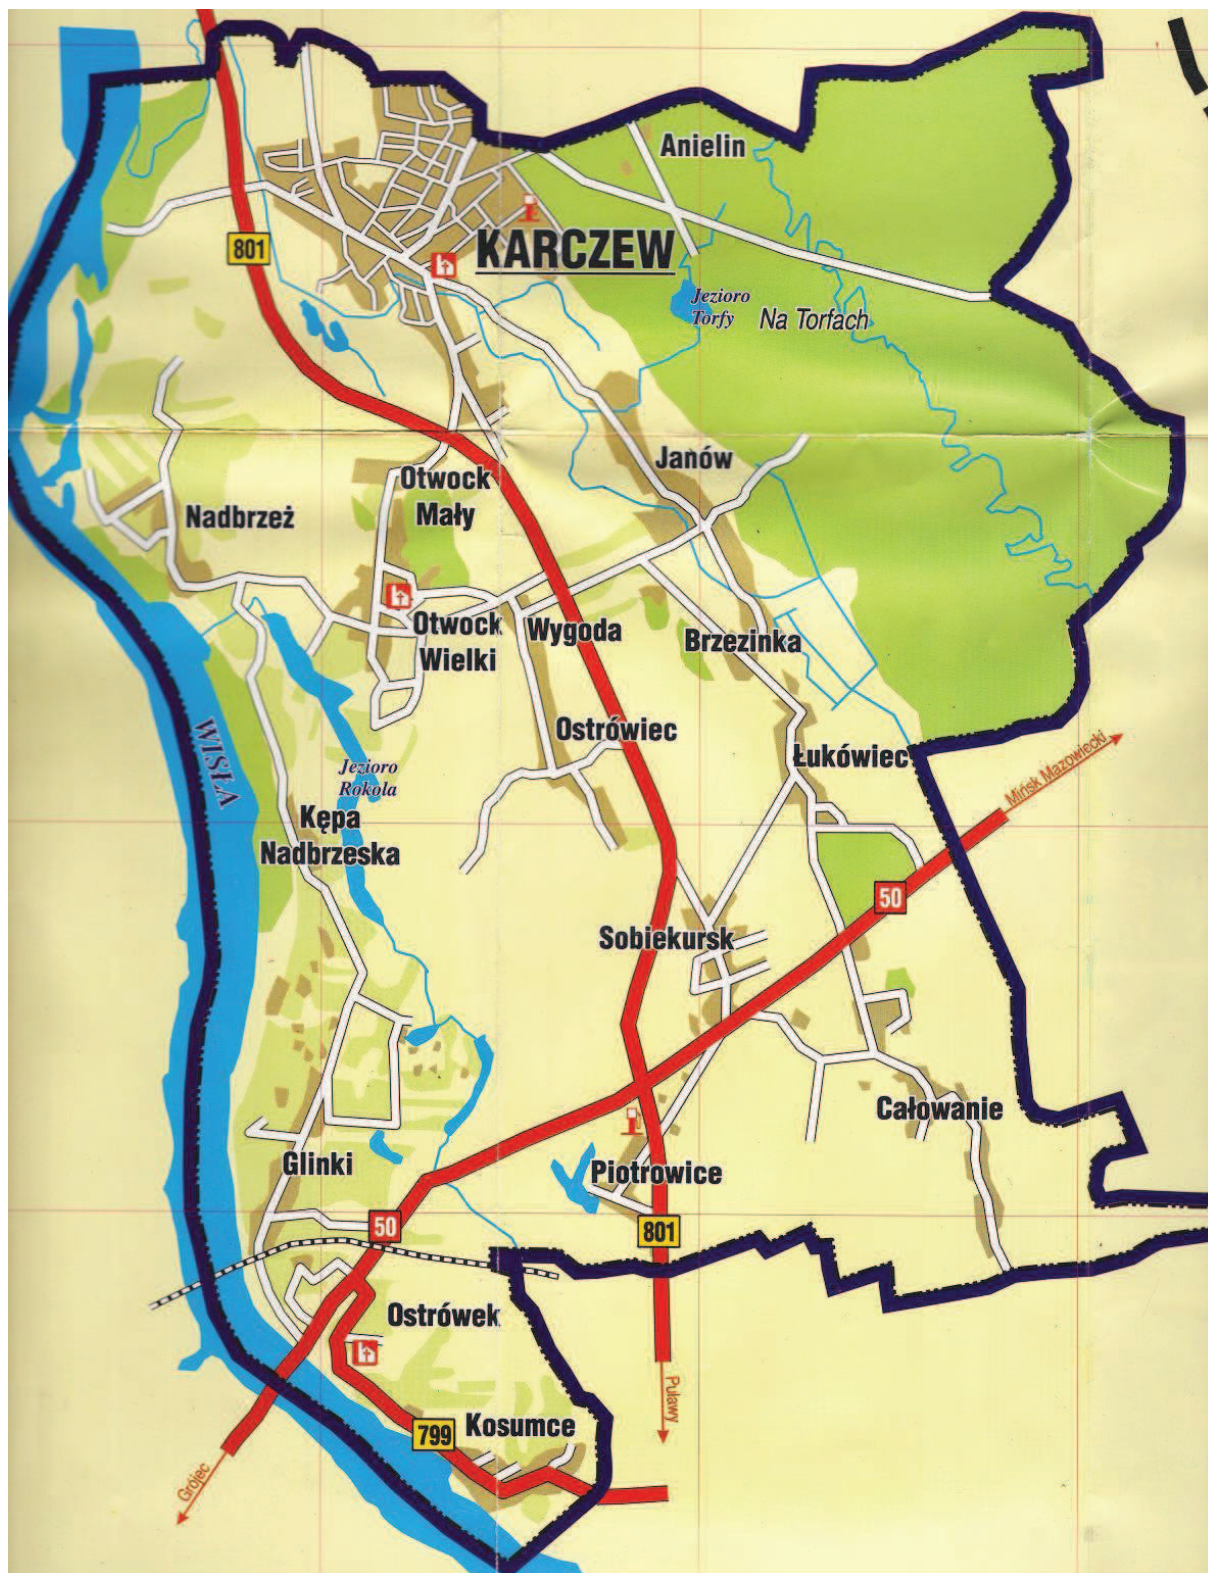 Anielin
801
KARCZEW
Jezioro
Torfy
Na Torfach
Janów
Otwock
Mały
Nadbrzeż
Otwock
Wielki
Wygoda
Brzezinka
WISŁA
Ostrówiec
Łukówiec
Mińsk Mazowiecki
Jezioro
Rokola
Kępa
Nadbrzeska
50
Sobiekursk
Całowanie
Glinki
Piotrowice
50
801
Ostrówek
Puławy
799
Kosumce
Grójec